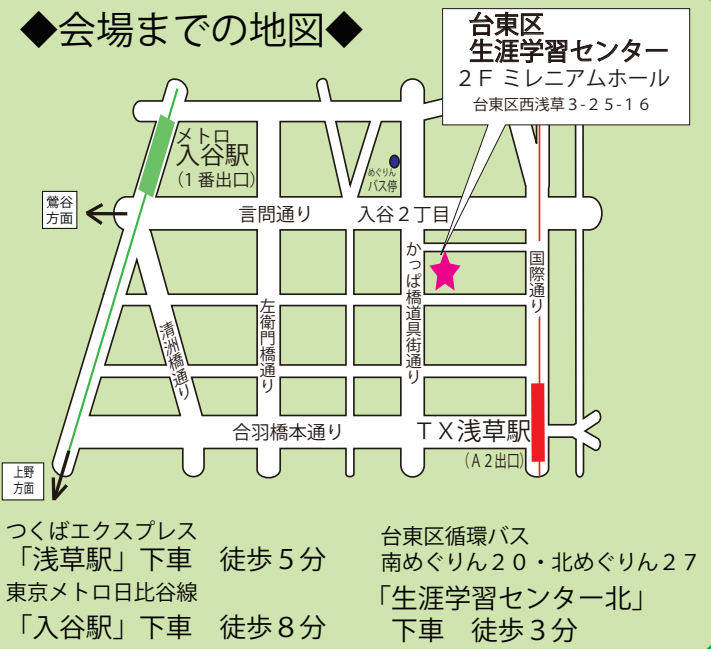 ◆会場までの地図◆
台東区
生涯学習センター
２Ｆ ミレニアムホール
台東区西浅草３-２５-１６
メトロ
入谷駅
(１番出口)
めぐりん
バス停
鶯谷
方面
言問通り
入谷２丁目
かっぱ橋道具街通り
国際通り
左衛門橋通り
清洲橋通り
合羽橋本通り
ＴＸ浅草駅
(Ａ２出口)
上野
方面
つくばエクスプレス
「浅草駅」下車　徒歩５分
東京メトロ日比谷線
「入谷駅」下車　徒歩８分
台東区循環バス
南めぐりん２０・北めぐりん２７
「生涯学習センター北」
下車　徒歩３分